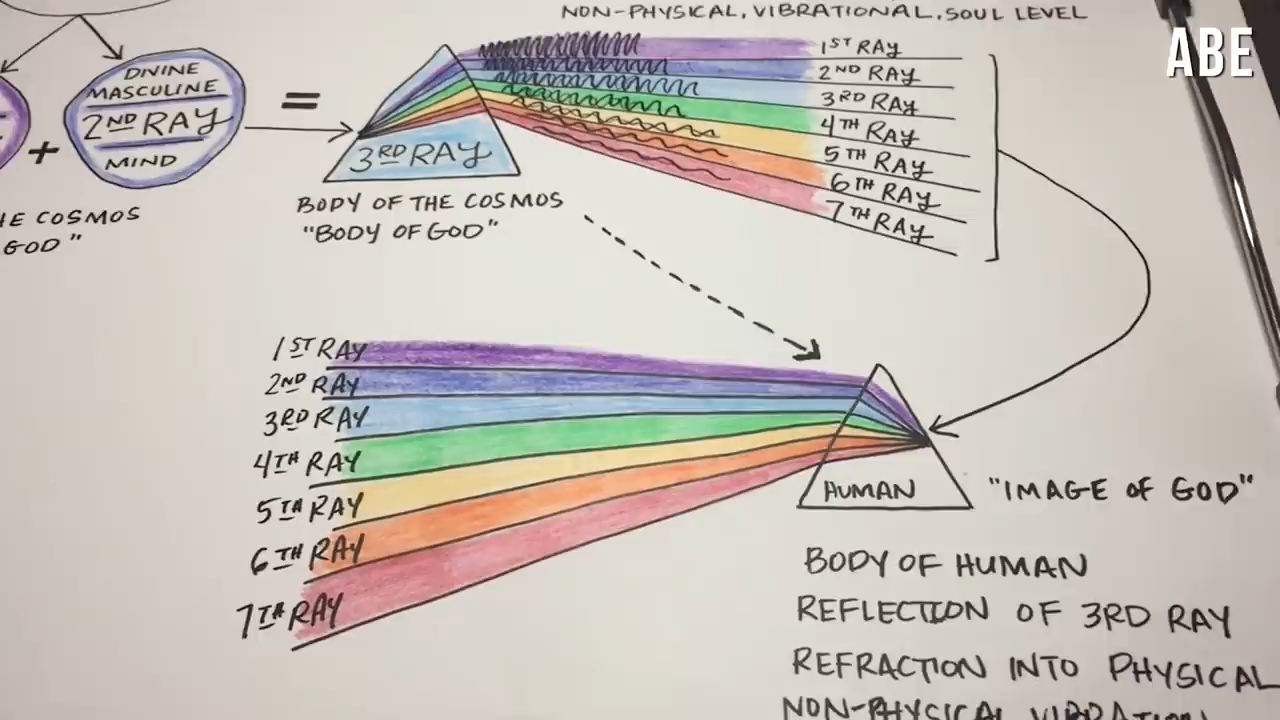 NON-PHYSICAL, VIBRATIONAL, SOUL LEVEL
ABE
DIVINE
MASCULINE
2ND RAY
MIND
+
=
3RD RAY
1ST RAY
2ND RAY
3RD RAY
4TH RAY
5TH RAY
6TH RAY
7TH RAY
COSMOS
GOD"
BODY OF THE COSMOS
"BODY OF GOD"
1ST RAY
2ND RAY
3RD RAY
4TH RAY
5TH RAY
6TH RAY
7TH RAY
HUMAN
"IMAGE OF GOD"
BODY OF HUMAN
REFLECTION OF 3RD RAY
REFRACTION INTO PHYSICAL
NON-PHYSICAL VIBRATION